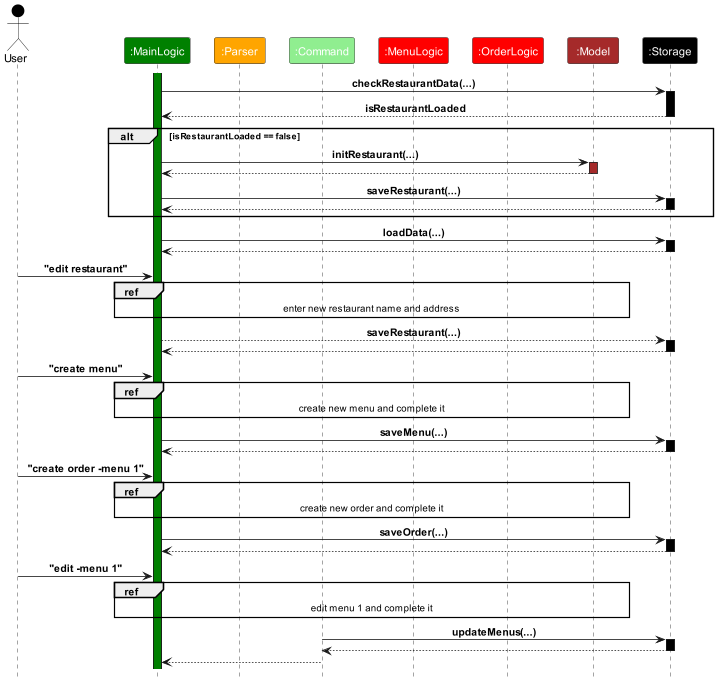 User
:MainLogic
:Parser
:Command
:MenuLogic
:OrderLogic
:Model
:Storage
checkRestaurantData(...)
isRestaurantLoaded
alt
[isRestaurantLoaded == false]
initRestaurant(...)
saveRestaurant(...)
loadData(...)
"edit restaurant"
ref
enter new restaurant name and address
saveRestaurant(...)
"create menu"
ref
create new menu and complete it
saveMenu(...)
"create order -menu 1"
ref
create new order and complete it
saveOrder(...)
"edit -menu 1"
ref
edit menu 1 and complete it
updateMenus(...)